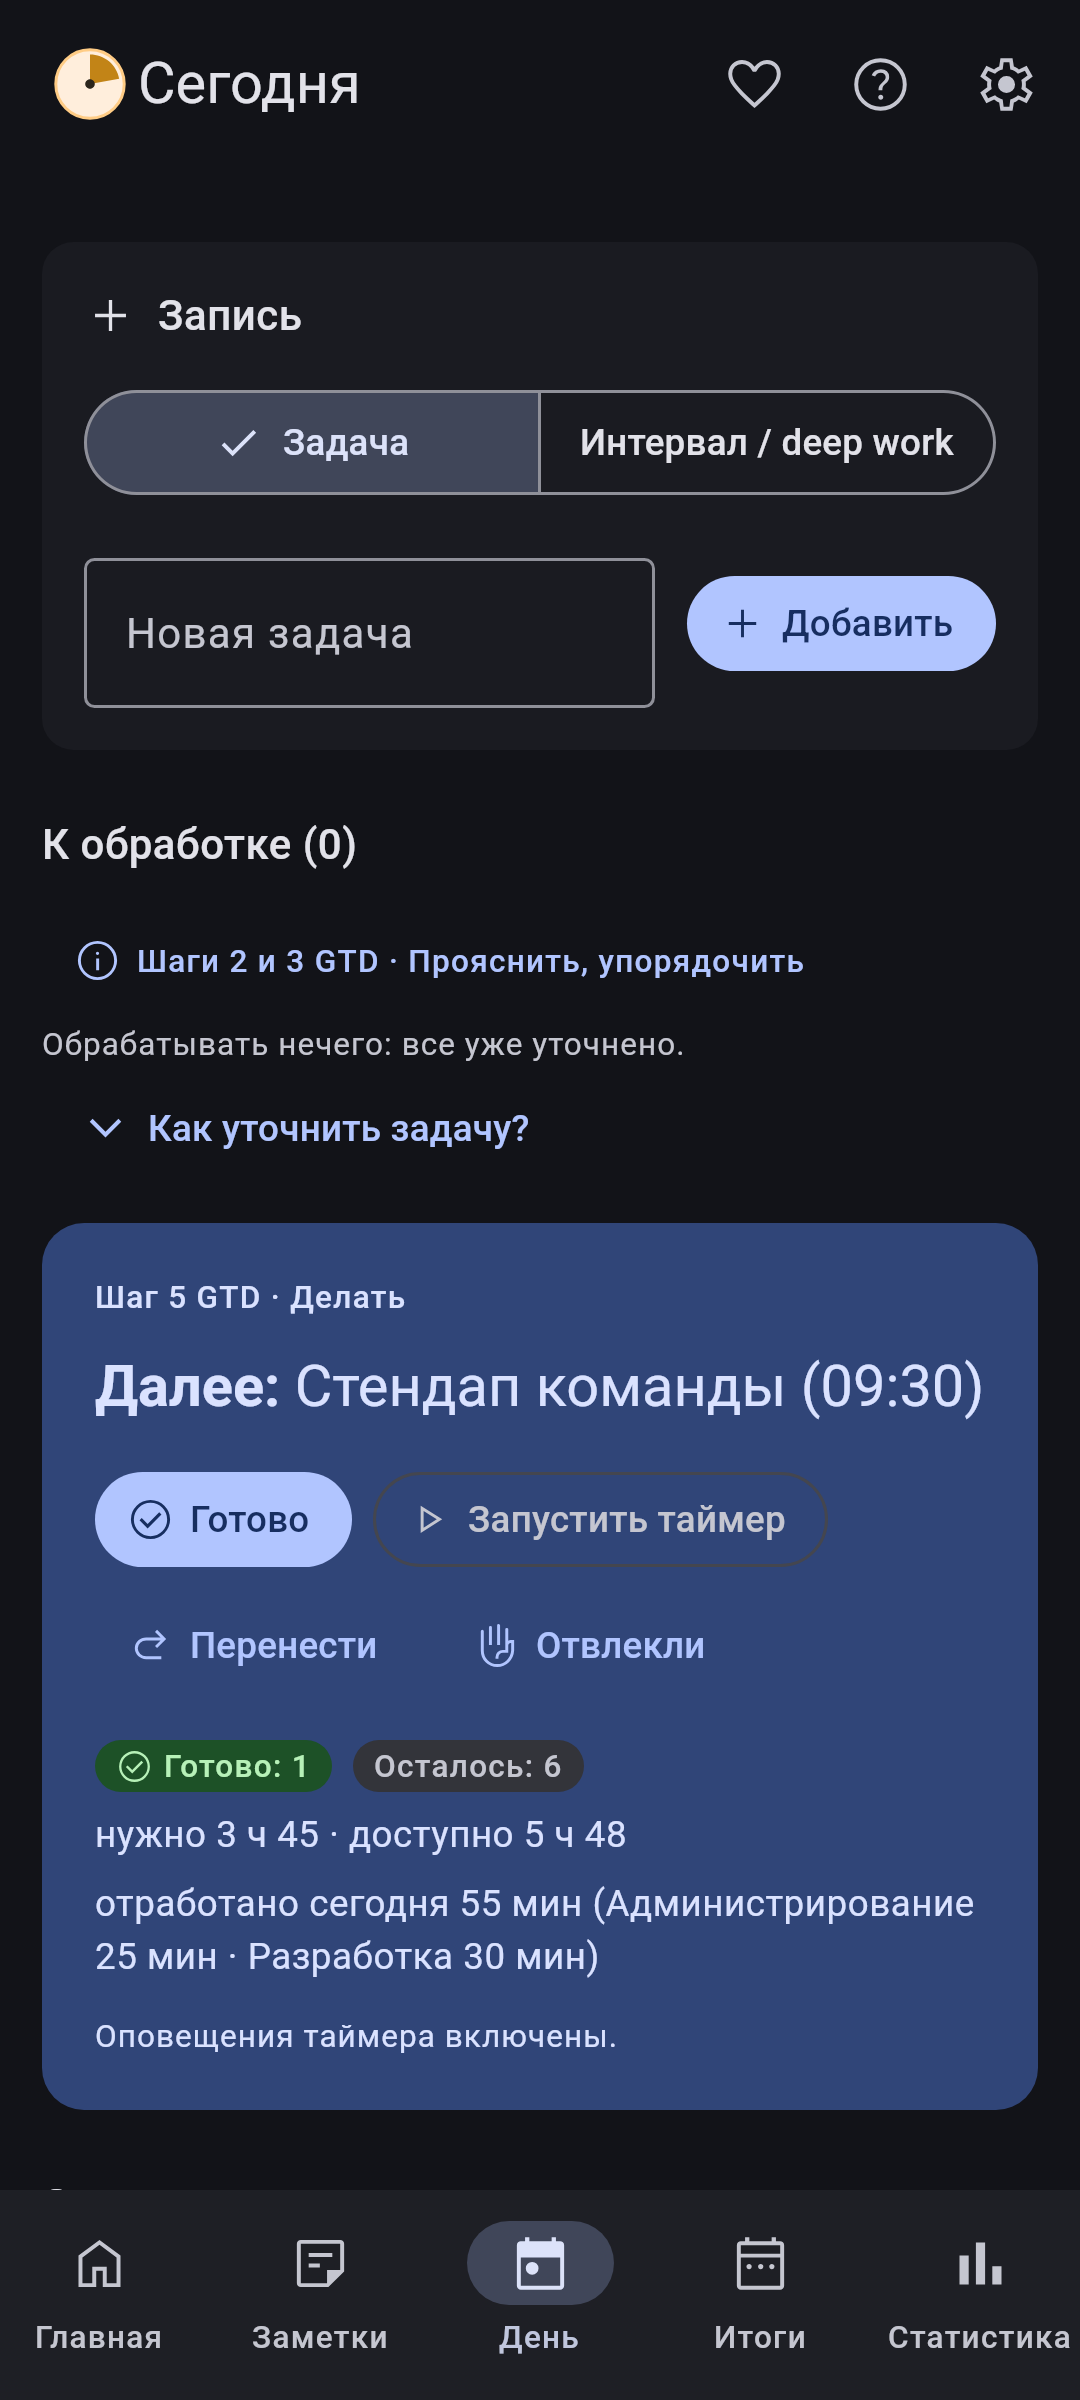 Сегодня
Запись
Задача
Интервал / deep work
Новая задача
Добавить
К обработке (0)
Шаги 2 и 3 GTD · Прояснить, упорядочить
Обрабатывать нечего: все уже уточнено.
Как уточнить задачу?
Шаг 5 GTD · Делать
Далее: Стендап команды (09:30)
Готово
Запустить таймер
Перенести
Отвлекли
Готово: 1
Осталось: 6
нужно 3 ч 45 · доступно 5 ч 48
отработано сегодня 55 мин (Администрирование
25 мин · Разработка 30 мин)
Оповещения таймера включены.
Главная
Заметки
День
Итоги
Статистика